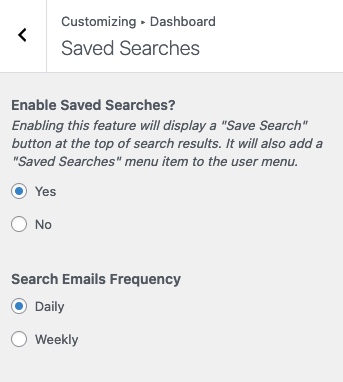 Customizing ▸ Dashboard
Saved Searches
Enable Saved Searches?
Enabling this feature will display a "Save Search"
button at the top of search results. It will also add a
"Saved Searches" menu item to the user menu.
Yes
No
Search Emails Frequency
Daily
Weekly